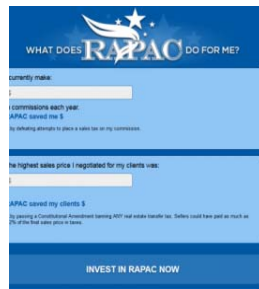 WHAT DOES RAPAC DO FOR ME?
currently make:
$
commissions each year.
APAC saved me $
by defeating attempts to place a sales tax on my commission.
he highest sales price I negotiated for my clients was:
$
APAC saved my clients $
by passing a Constitutional Amendment banning ANY real estate transfer tax. Sellers could have paid as much as
2% of the final sales price in taxes.
INVEST IN RAPAC NOW